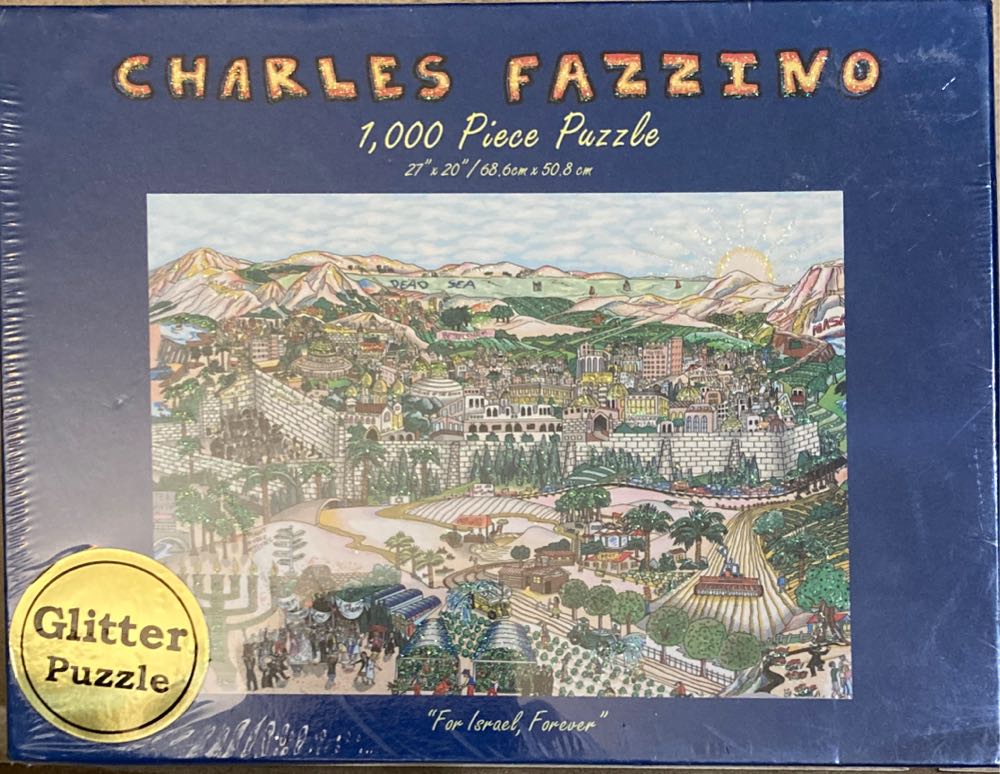 CHARLES FAZZINO
1,000 Piece Puzzle
27" x 20" / 68.6cm x 50.8 cm
DEAD SEA
MASA
Glitter
Puzzle
"For Israel, Forever"